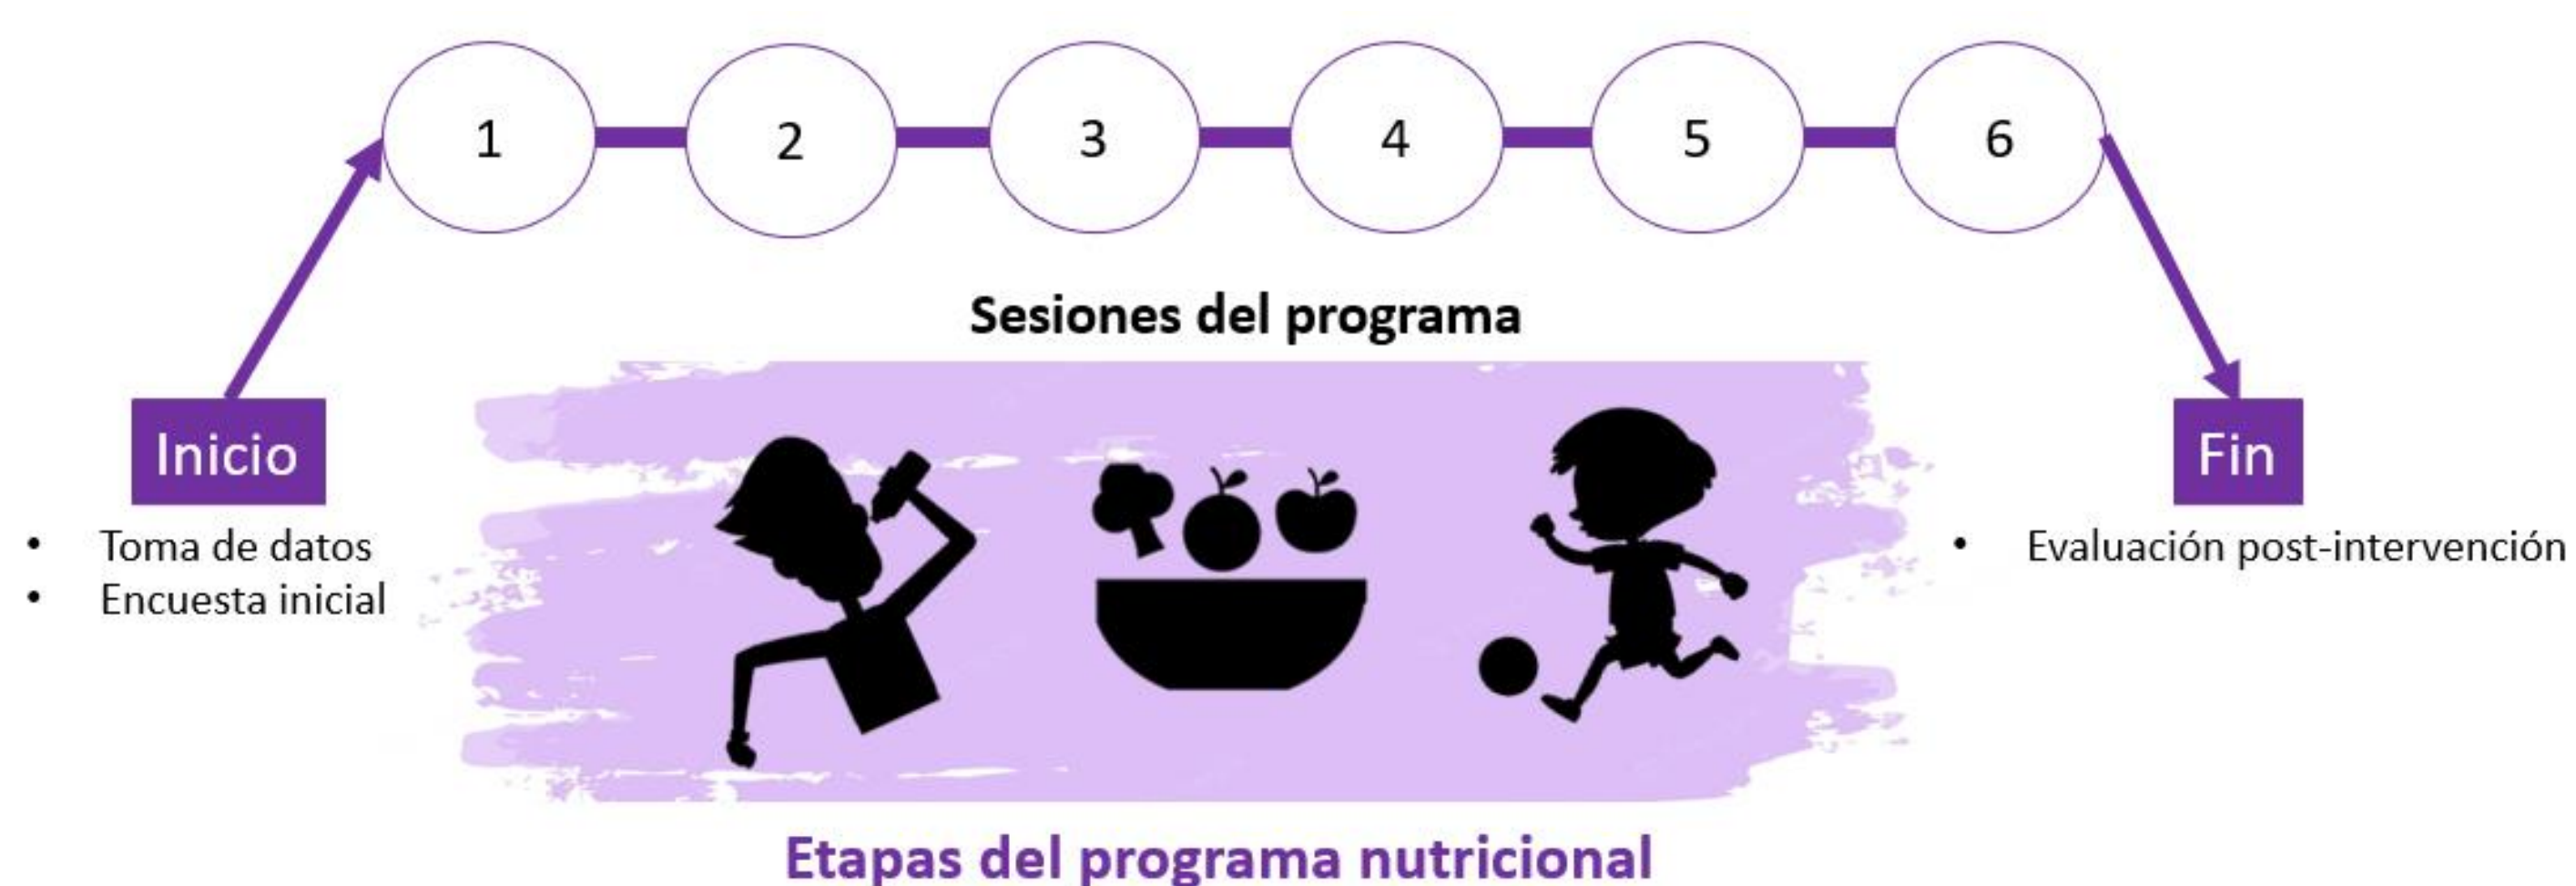 1 2 3 4 5 6
Sesiones del programa
Inicio
• Toma de datos
• Encuesta inicial
Fin
• Evaluación post-intervención
Etapas del programa nutricional